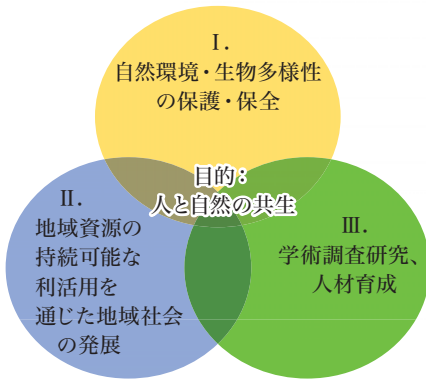 Ⅰ.
自然環境・生物多様性
の保護・保全
目的：
人と自然の共生
Ⅱ.
地域資源の
持続可能な
利活用を
通じた地域社会
の発展
Ⅲ.
学術調査研究、
人材育成